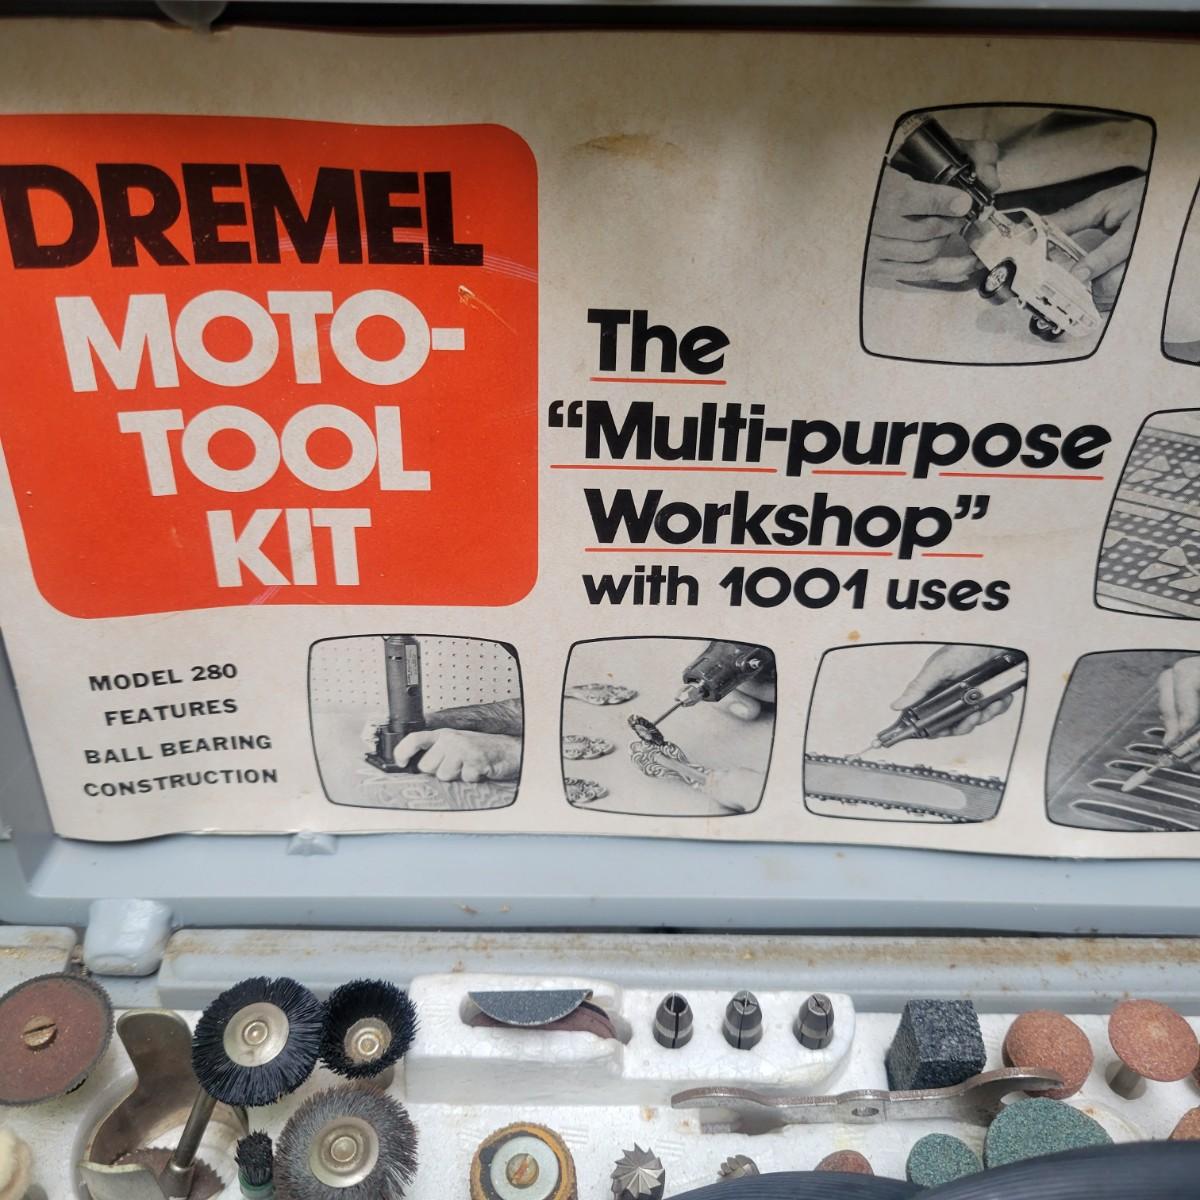 DREMEL
MOTO-
TOOL
KIT
The
“Multi-purpose
Workshop”
with 1001 uses
MODEL 280
FEATURES
BALL BEARING
CONSTRUCTION